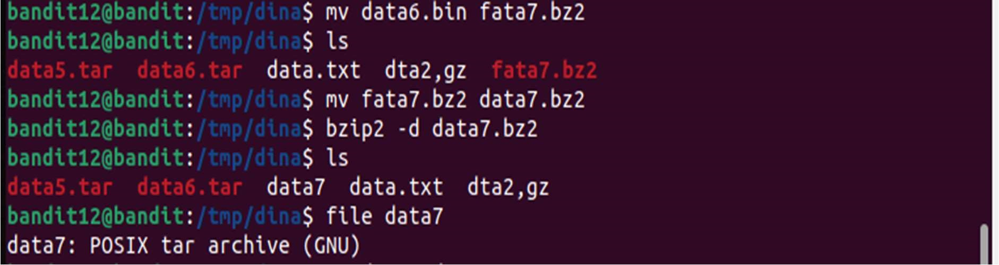 bandit12@bandit:/tmp/dina$ mv data6.bin fata7.bz2
bandit12@bandit:/tmp/dina$ ls
data5.tar  data6.tar  data.txt  dta2,gz  fata7.bz2
bandit12@bandit:/tmp/dina$ mv fata7.bz2 data7.bz2
bandit12@bandit:/tmp/dina$ bzip2 -d data7.bz2
bandit12@bandit:/tmp/dina$ ls
data5.tar  data6.tar  data7  data.txt  dta2,gz
bandit12@bandit:/tmp/dina$ file data7
data7: POSIX tar archive (GNU)